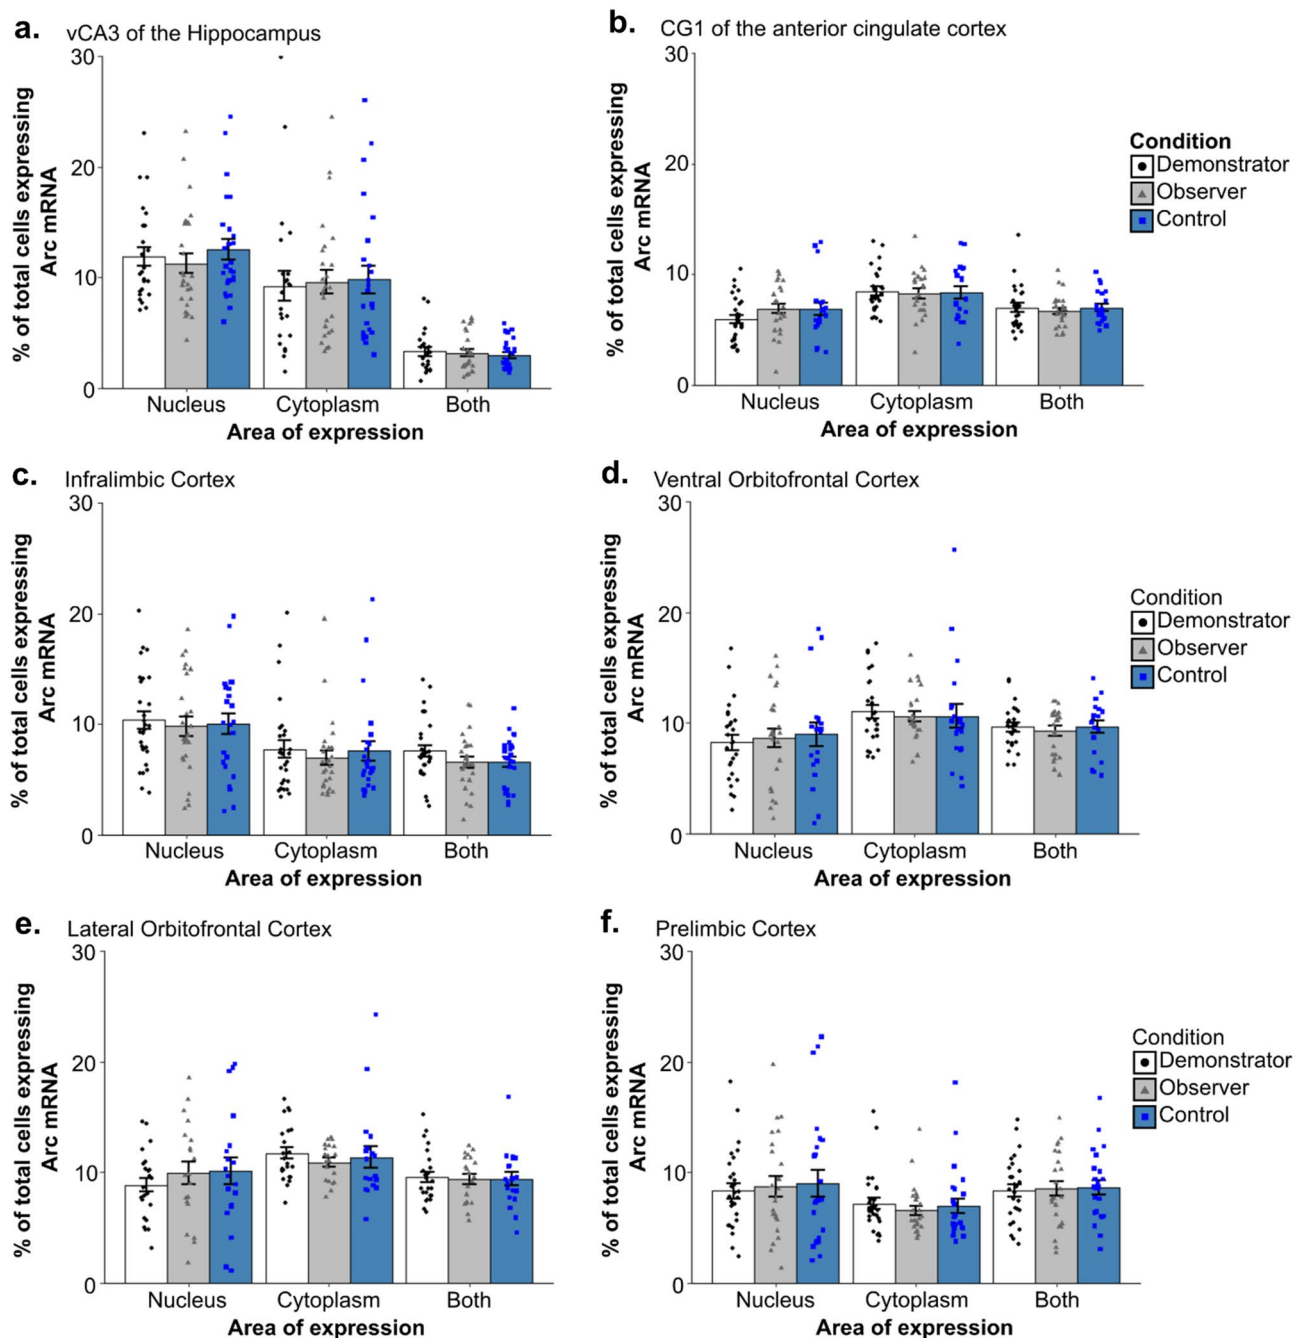 a. vCA3 of the Hippocampus
% of total cells expressing
Arc mRNA
30
20
10
0
Nucleus Cytoplasm Both
Area of expression
b. CG1 of the anterior cingulate cortex
% of total cells expressing
Arc mRNA
30
20
10
0
Nucleus Cytoplasm Both
Area of expression
Condition
Demonstrator
Observer
Control
c. Infralimbic Cortex
% of total cells expressing
Arc mRNA
30
20
10
0
Nucleus Cytoplasm Both
Area of expression
d. Ventral Orbitofrontal Cortex
% of total cells expressing
Arc mRNA
30
20
10
0
Nucleus Cytoplasm Both
Area of expression
Condition
Demonstrator
Observer
Control
e. Lateral Orbitofrontal Cortex
% of total cells expressing
Arc mRNA
30
20
10
0
Nucleus Cytoplasm Both
Area of expression
f. Prelimbic Cortex
% of total cells expressing
Arc mRNA
30
20
10
0
Nucleus Cytoplasm Both
Area of expression
Condition
Demonstrator
Observer
Control